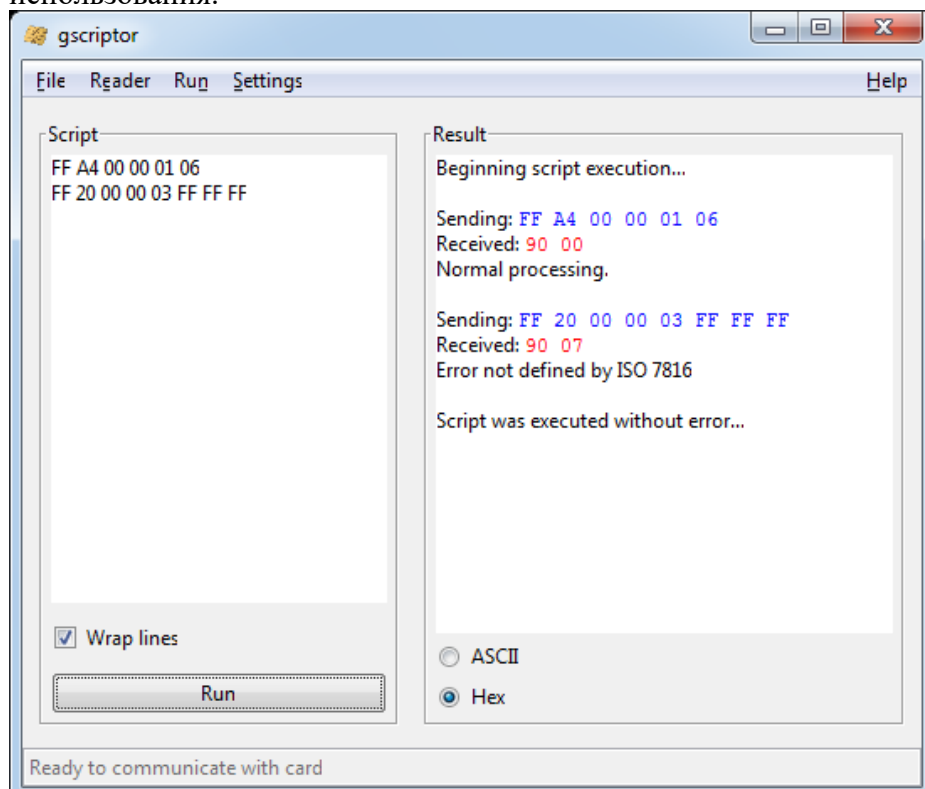 использования.
gscriptor
File Reader Run Settings Help
Script
FF A4 00 00 01 06
FF 20 00 00 03 FF FF FF
Wrap lines
Run
Result
Beginning script execution...
Sending: FF A4 00 00 01 06
Received: 90 00
Normal processing.
Sending: FF 20 00 00 03 FF FF FF
Received: 90 07
Error not defined by ISO 7816
Script was executed without error...
ASCII
Hex
Ready to communicate with card